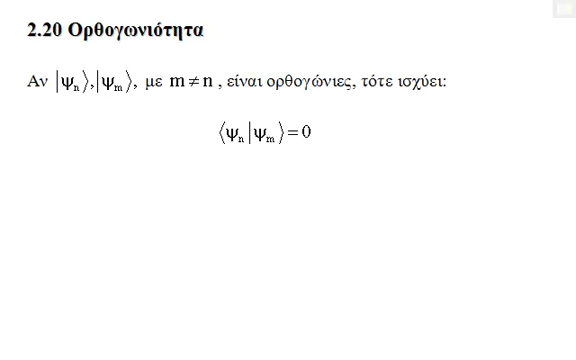 2.20 Ορθογωνιότητα
Αν |ψₙ⟩,|ψₘ⟩, με m ≠ n , είναι ορθογώνιες, τότε ισχύει:
⟨ψₙ|ψₘ⟩=0